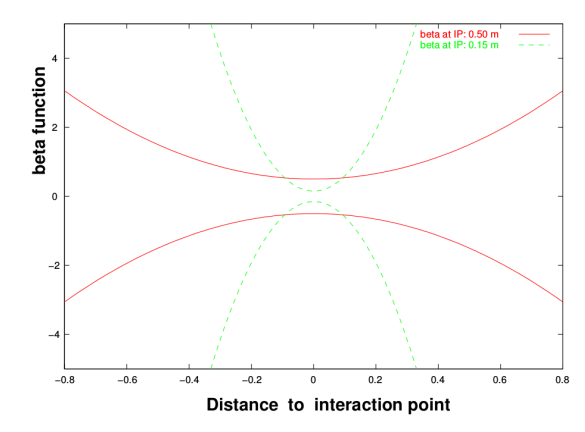 beta at IP: 0.50 m
beta at IP: 0.15 m
beta function
4
2
0
−2
−4
−0.8 −0.6 −0.4 −0.2 0 0.2 0.4 0.6 0.8
Distance to interaction point